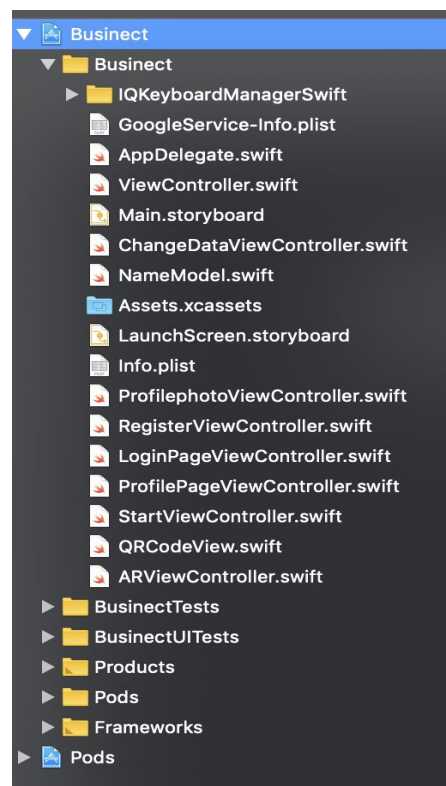 Businect
Businect
IQKeyboardManagerSwift
GoogleService-Info.plist
AppDelegate.swift
ViewController.swift
Main.storyboard
ChangeDataViewController.swift
NameModel.swift
Assets.xcassets
LaunchScreen.storyboard
Info.plist
ProfilephotoViewController.swift
RegisterViewController.swift
LoginPageViewController.swift
ProfilePageViewController.swift
StartViewController.swift
QRCodeView.swift
ARViewController.swift
BusinectTests
BusinectUITests
Products
Pods
Frameworks
Pods